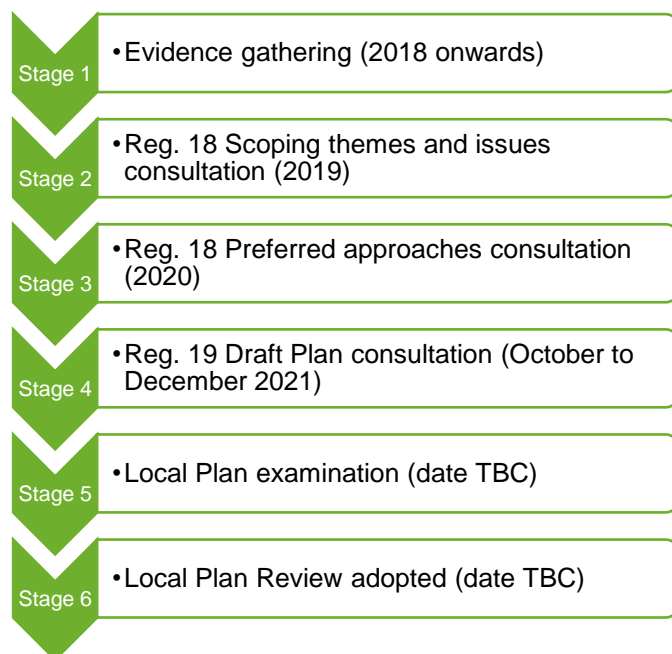 Stage 1
•Evidence gathering (2018 onwards)
Stage 2
•Reg. 18 Scoping themes and issues
consultation (2019)
Stage 3
•Reg. 18 Preferred approaches consultation
(2020)
Stage 4
•Reg. 19 Draft Plan consultation (October to
December 2021)
Stage 5
•Local Plan examination (date TBC)
Stage 6
•Local Plan Review adopted (date TBC)